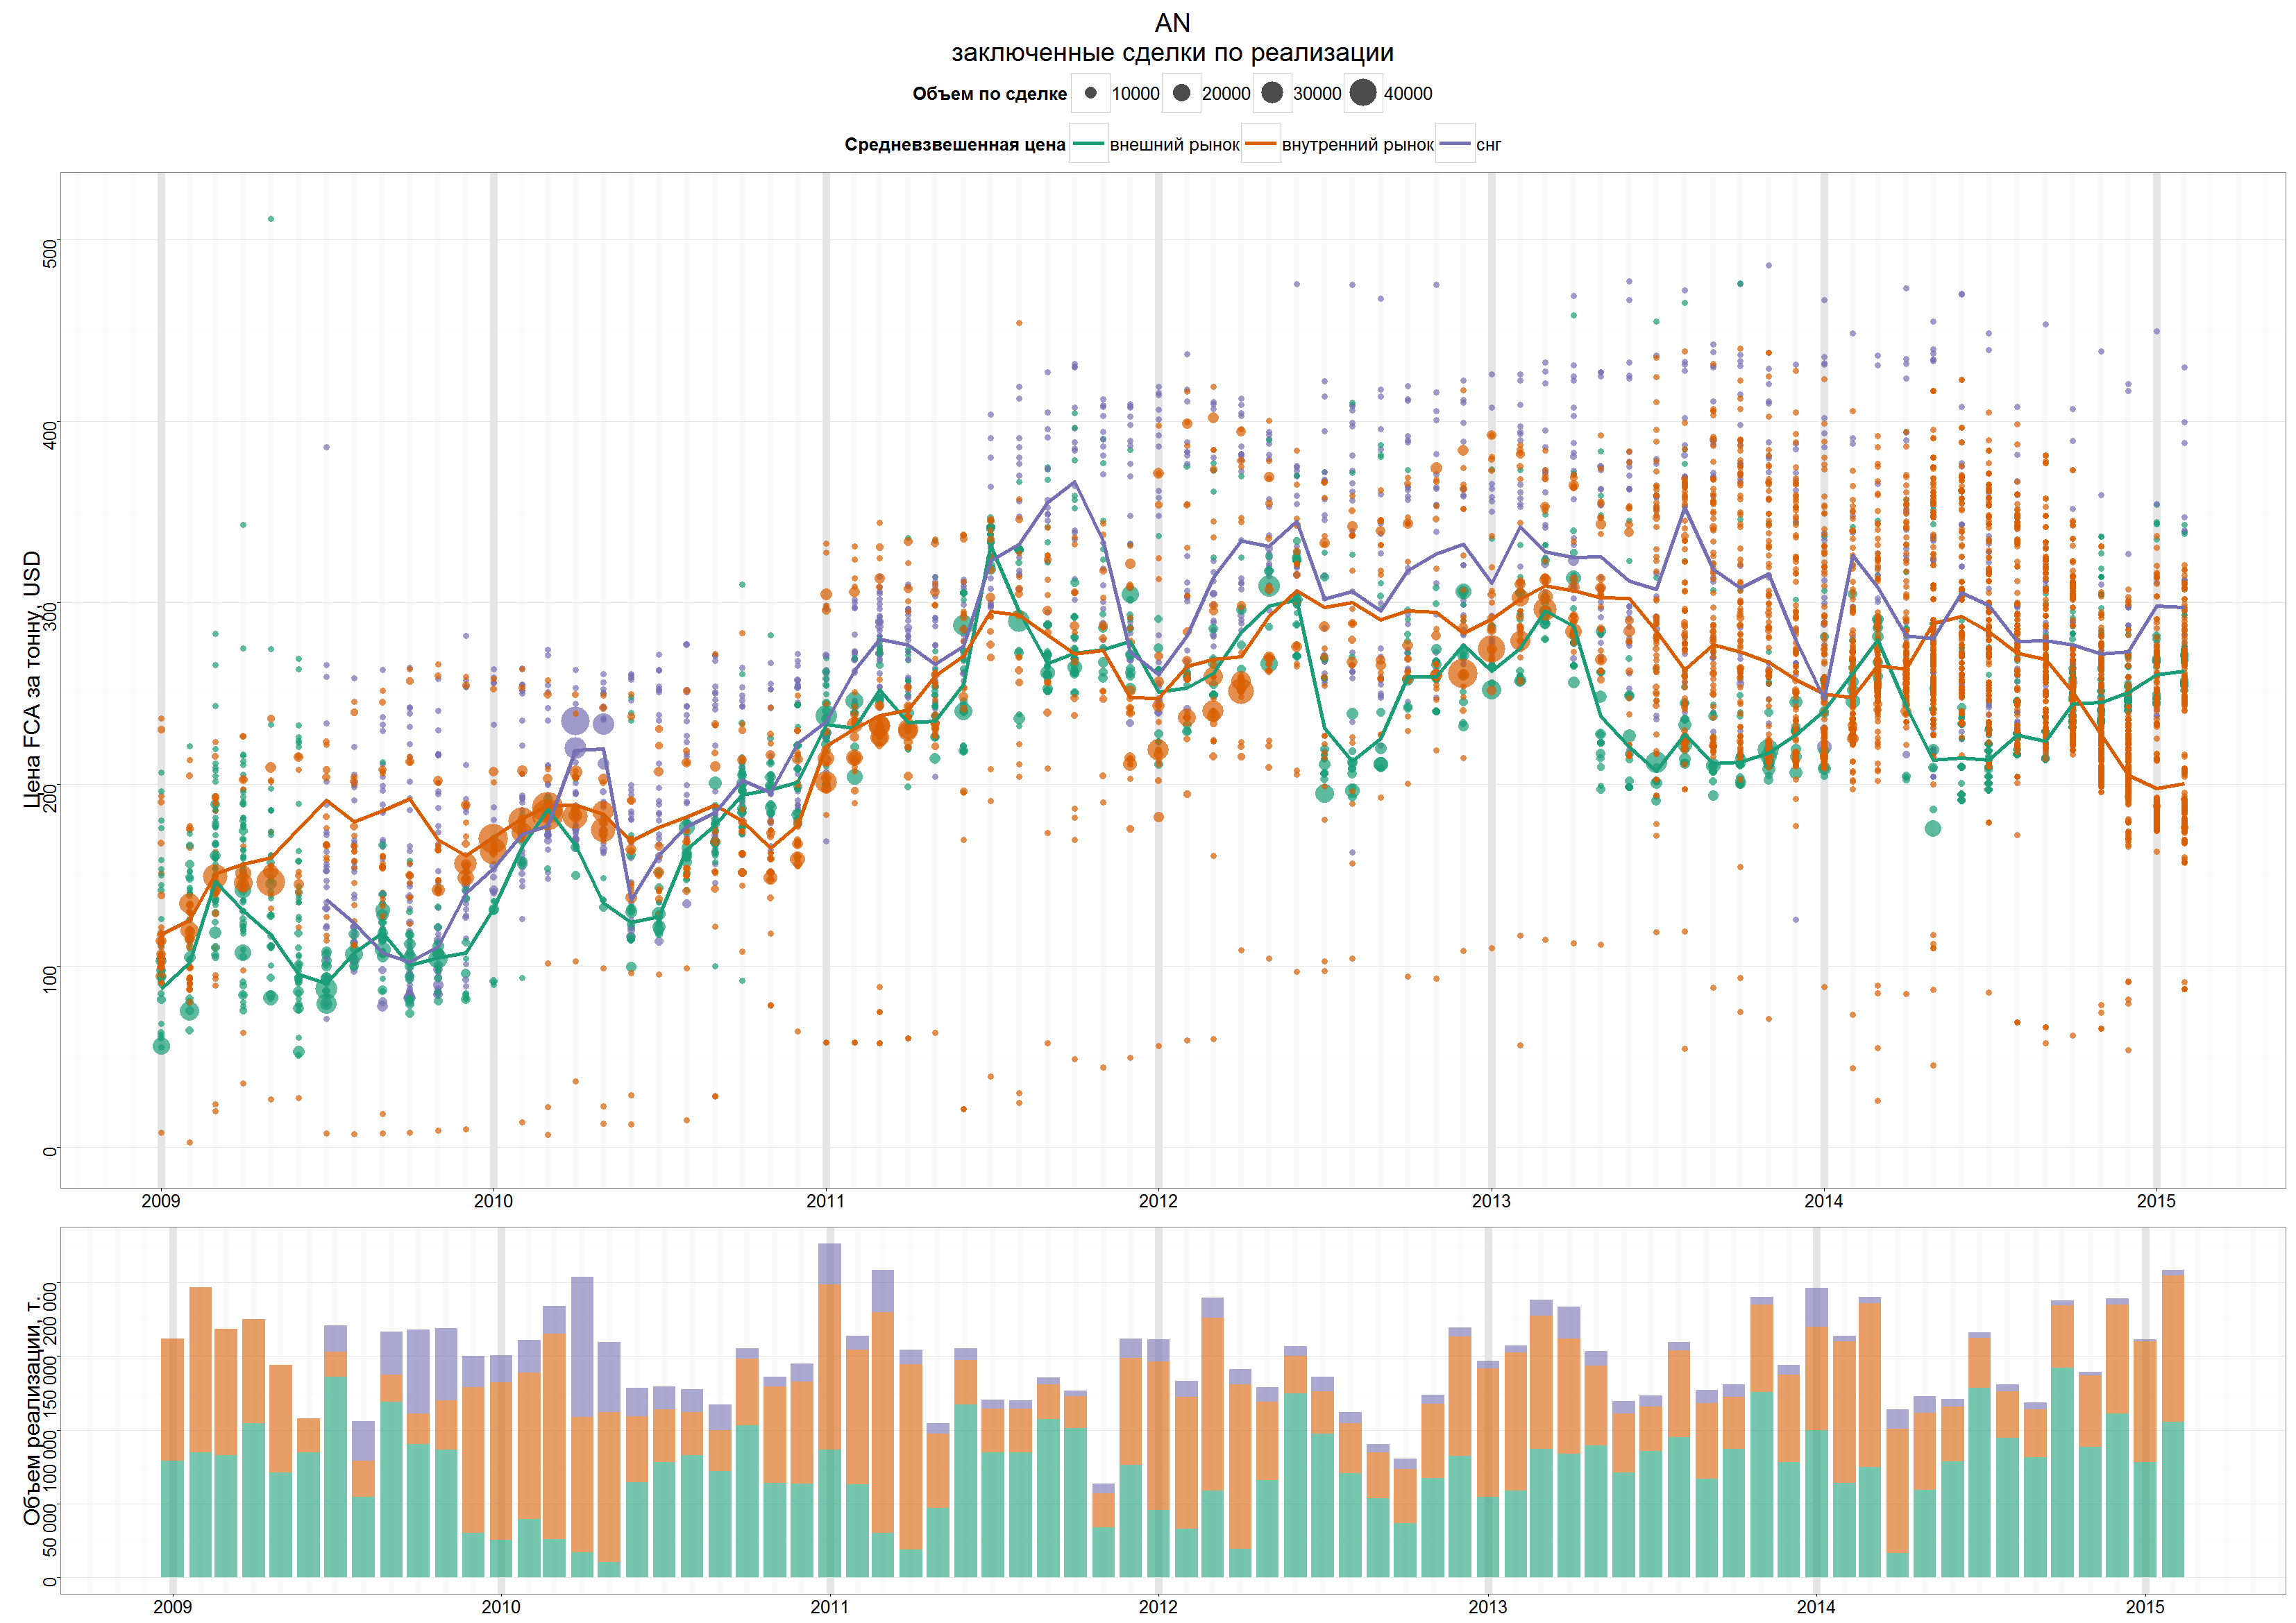 AN
заключенные сделки по реализации
Объем по сделке 10000 20000 30000 40000
Средневзвешенная цена внешний рынок внутренний рынок снг
Цена FCA за тонну, USD
500
400
300
200
100
0
2009 2010 2011 2012 2013 2014 2015
Объем реализации, т.
200 000
150 000
100 000
50 000
0
2009 2010 2011 2012 2013 2014 2015